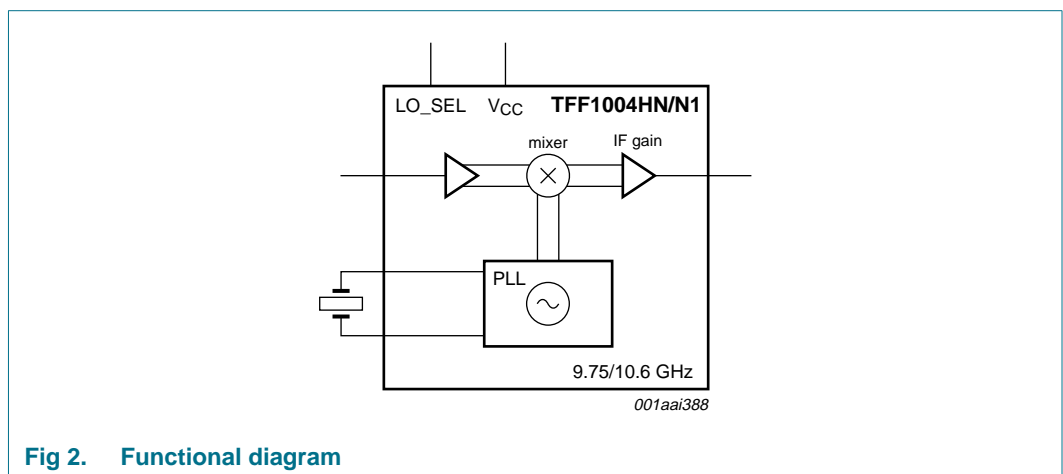 LO_SEL VCC TFF1004HN/N1
mixer IF gain
PLL
9.75/10.6 GHz
001aai388
Fig 2. Functional diagram